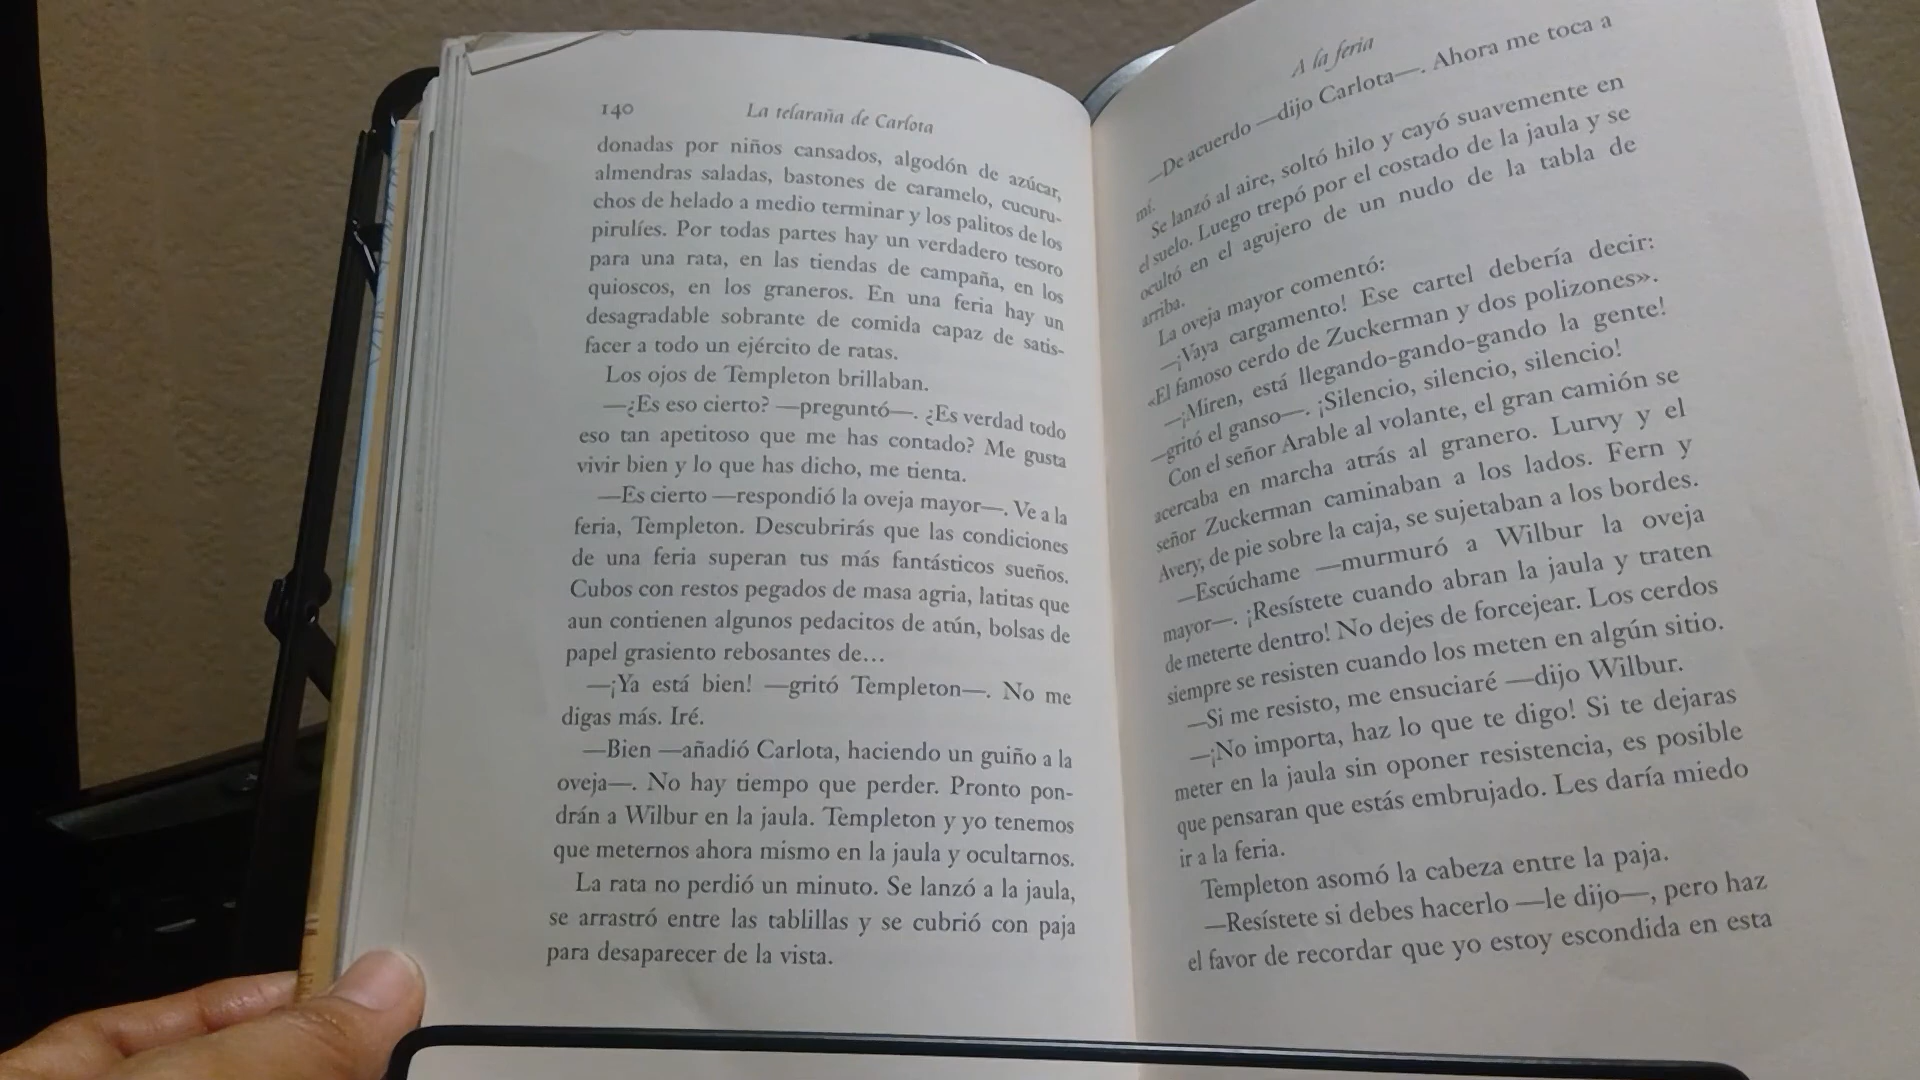 140
La telaraña de Carlota
donadas por niños cansados, algodón de azúcar,
almendras saladas, bastones de caramelo, cucuru-
chos de helado a medio terminar y los palitos de los
pirulíes. Por todas partes hay un verdadero tesoro
para una rata, en las tiendas de campaña, en los
quioscos, en los graneros. En una feria hay un
desagradable sobrante de comida capaz de satis-
facer a todo un ejército de ratas.
Los ojos de Templeton brillaban.
—¿Es eso cierto? —preguntó—. ¿Es verdad todo
eso tan apetitoso que me has contado? Me gusta
vivir bien y lo que has dicho, me tienta.
—Es cierto —respondió la oveja mayor—. Ve a la
feria, Templeton. Descubrirás que las condiciones
de una feria superan tus más fantásticos sueños.
Cubos con restos pegados de masa agria, latitas que
aun contienen algunos pedacitos de atún, bolsas de
papel grasiento rebosantes de...
—¡Ya está bien! —gritó Templeton—. No me
digas más. Iré.
—Bien —añadió Carlota, haciendo un guiño a la
oveja—. No hay tiempo que perder. Pronto pon-
drán a Wilbur en la jaula. Templeton y yo tenemos
que meternos ahora mismo en la jaula y ocultarnos.
La rata no perdió un minuto. Se lanzó a la jaula,
se arrastró entre las tablillas y se cubrió con paja
para desaparecer de la vista.
A la feria
—De acuerdo —dijo Carlota—. Ahora me toca a
mí.
Se lanzó al aire, soltó hilo y cayó suavemente en
el suelo. Luego trepó por el costado de la jaula y se
ocultó en el agujero de un nudo de la tabla de
arriba.
La oveja mayor comentó:
—¡Vaya cargamento! Ese cartel debería decir:
«El famoso cerdo de Zuckerman y dos polizones».
—¡Miren, está llegando-gando-gando la gente!
—gritó el ganso—. ¡Silencio, silencio, silencio!
Con el señor Arable al volante, el gran camión se
acercaba en marcha atrás al granero. Lurvy y el
señor Zuckerman caminaban a los lados. Fern y
Avery, de pie sobre la caja, se sujetaban a los bordes.
—Escúchame —murmuró a Wilbur la oveja
mayor—. ¡Resístete cuando abran la jaula y traten
de meterte dentro! No dejes de forcejear. Los cerdos
siempre se resisten cuando los meten en algún sitio.
—Si me resisto, me ensuciaré —dijo Wilbur.
—¡No importa, haz lo que te digo! Si te dejaras
meter en la jaula sin oponer resistencia, es posible
que pensaran que estás embrujado. Les daría miedo
ir a la feria.
Templeton asomó la cabeza entre la paja.
—Resístete si debes hacerlo —le dijo—, pero haz
el favor de recordar que yo estoy escondida en esta